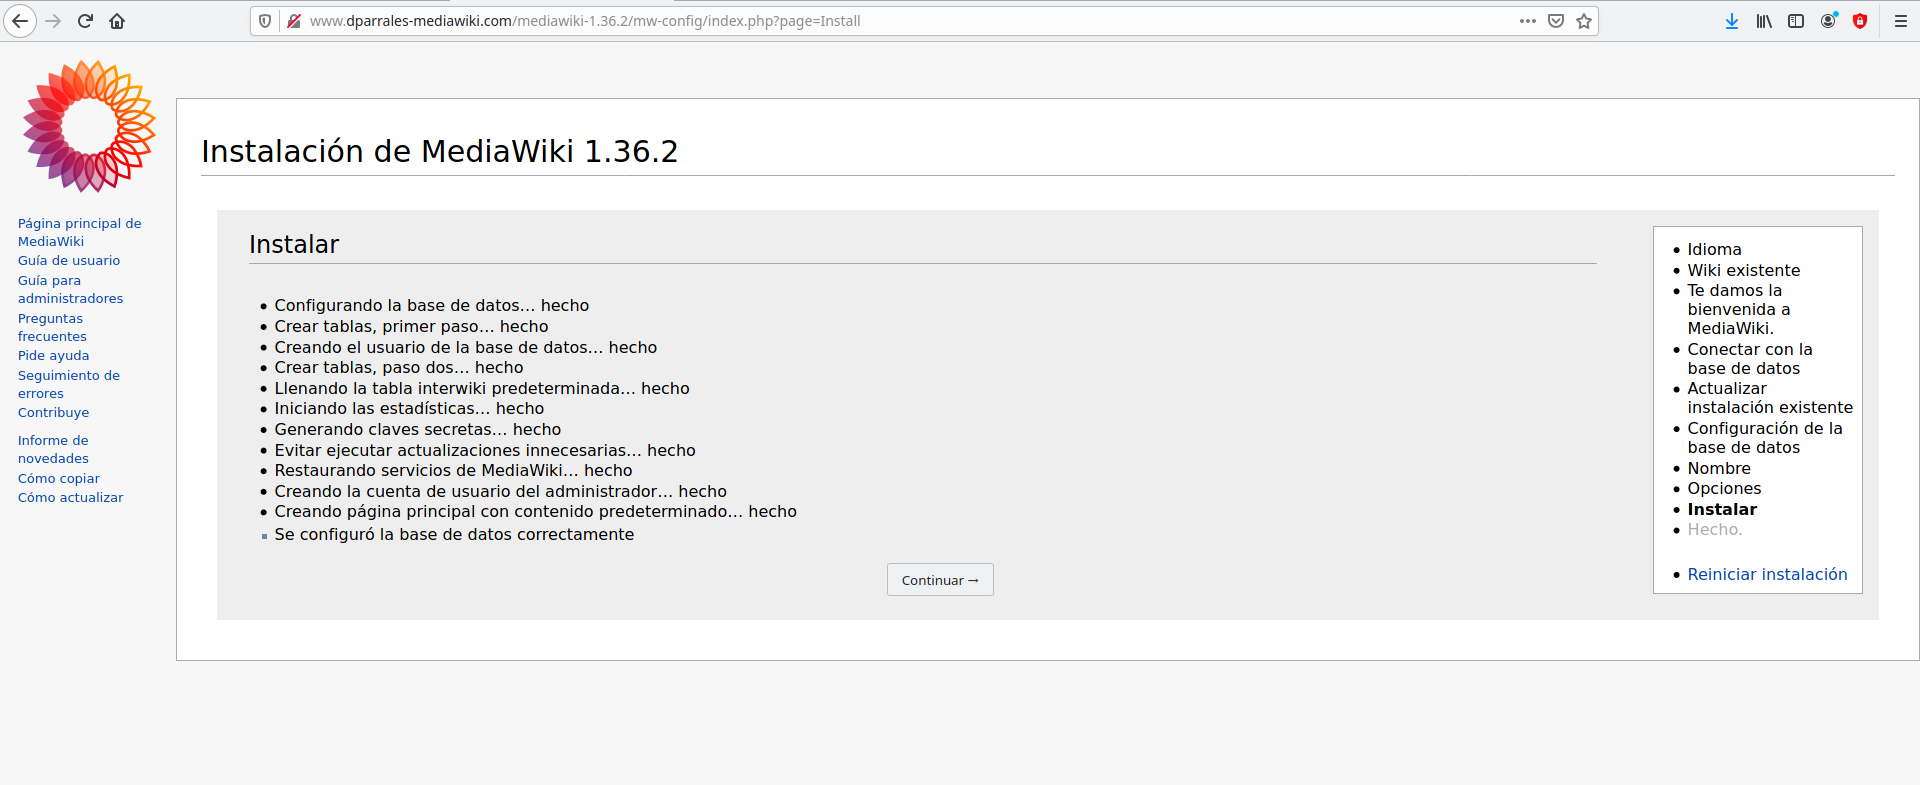 www.dparrales-mediawiki.com/mediawiki-1.36.2/mw-config/index.php?page=Install
Instalación de MediaWiki 1.36.2
Página principal de
MediaWiki
Guía de usuario
Guía para
administradores
Preguntas
frecuentes
Pide ayuda
Seguimiento de
errores
Contribuye
Informe de
novedades
Cómo copiar
Cómo actualizar
Instalar
Configurando la base de datos… hecho
Crear tablas, primer paso… hecho
Creando el usuario de la base de datos… hecho
Crear tablas, paso dos… hecho
Llenando la tabla interwiki predeterminada… hecho
Iniciando las estadísticas… hecho
Generando claves secretas… hecho
Evitar ejecutar actualizaciones innecesarias… hecho
Restaurando servicios de MediaWiki… hecho
Creando la cuenta de usuario del administrador… hecho
Creando página principal con contenido predeterminado… hecho
Se configuró la base de datos correctamente
Continuar →
Idioma
Wiki existente
Te damos la
bienvenida a
MediaWiki.
Conectar con la
base de datos
Actualizar
instalación existente
Configuración de la
base de datos
Nombre
Opciones
Instalar
Hecho.
Reiniciar instalación